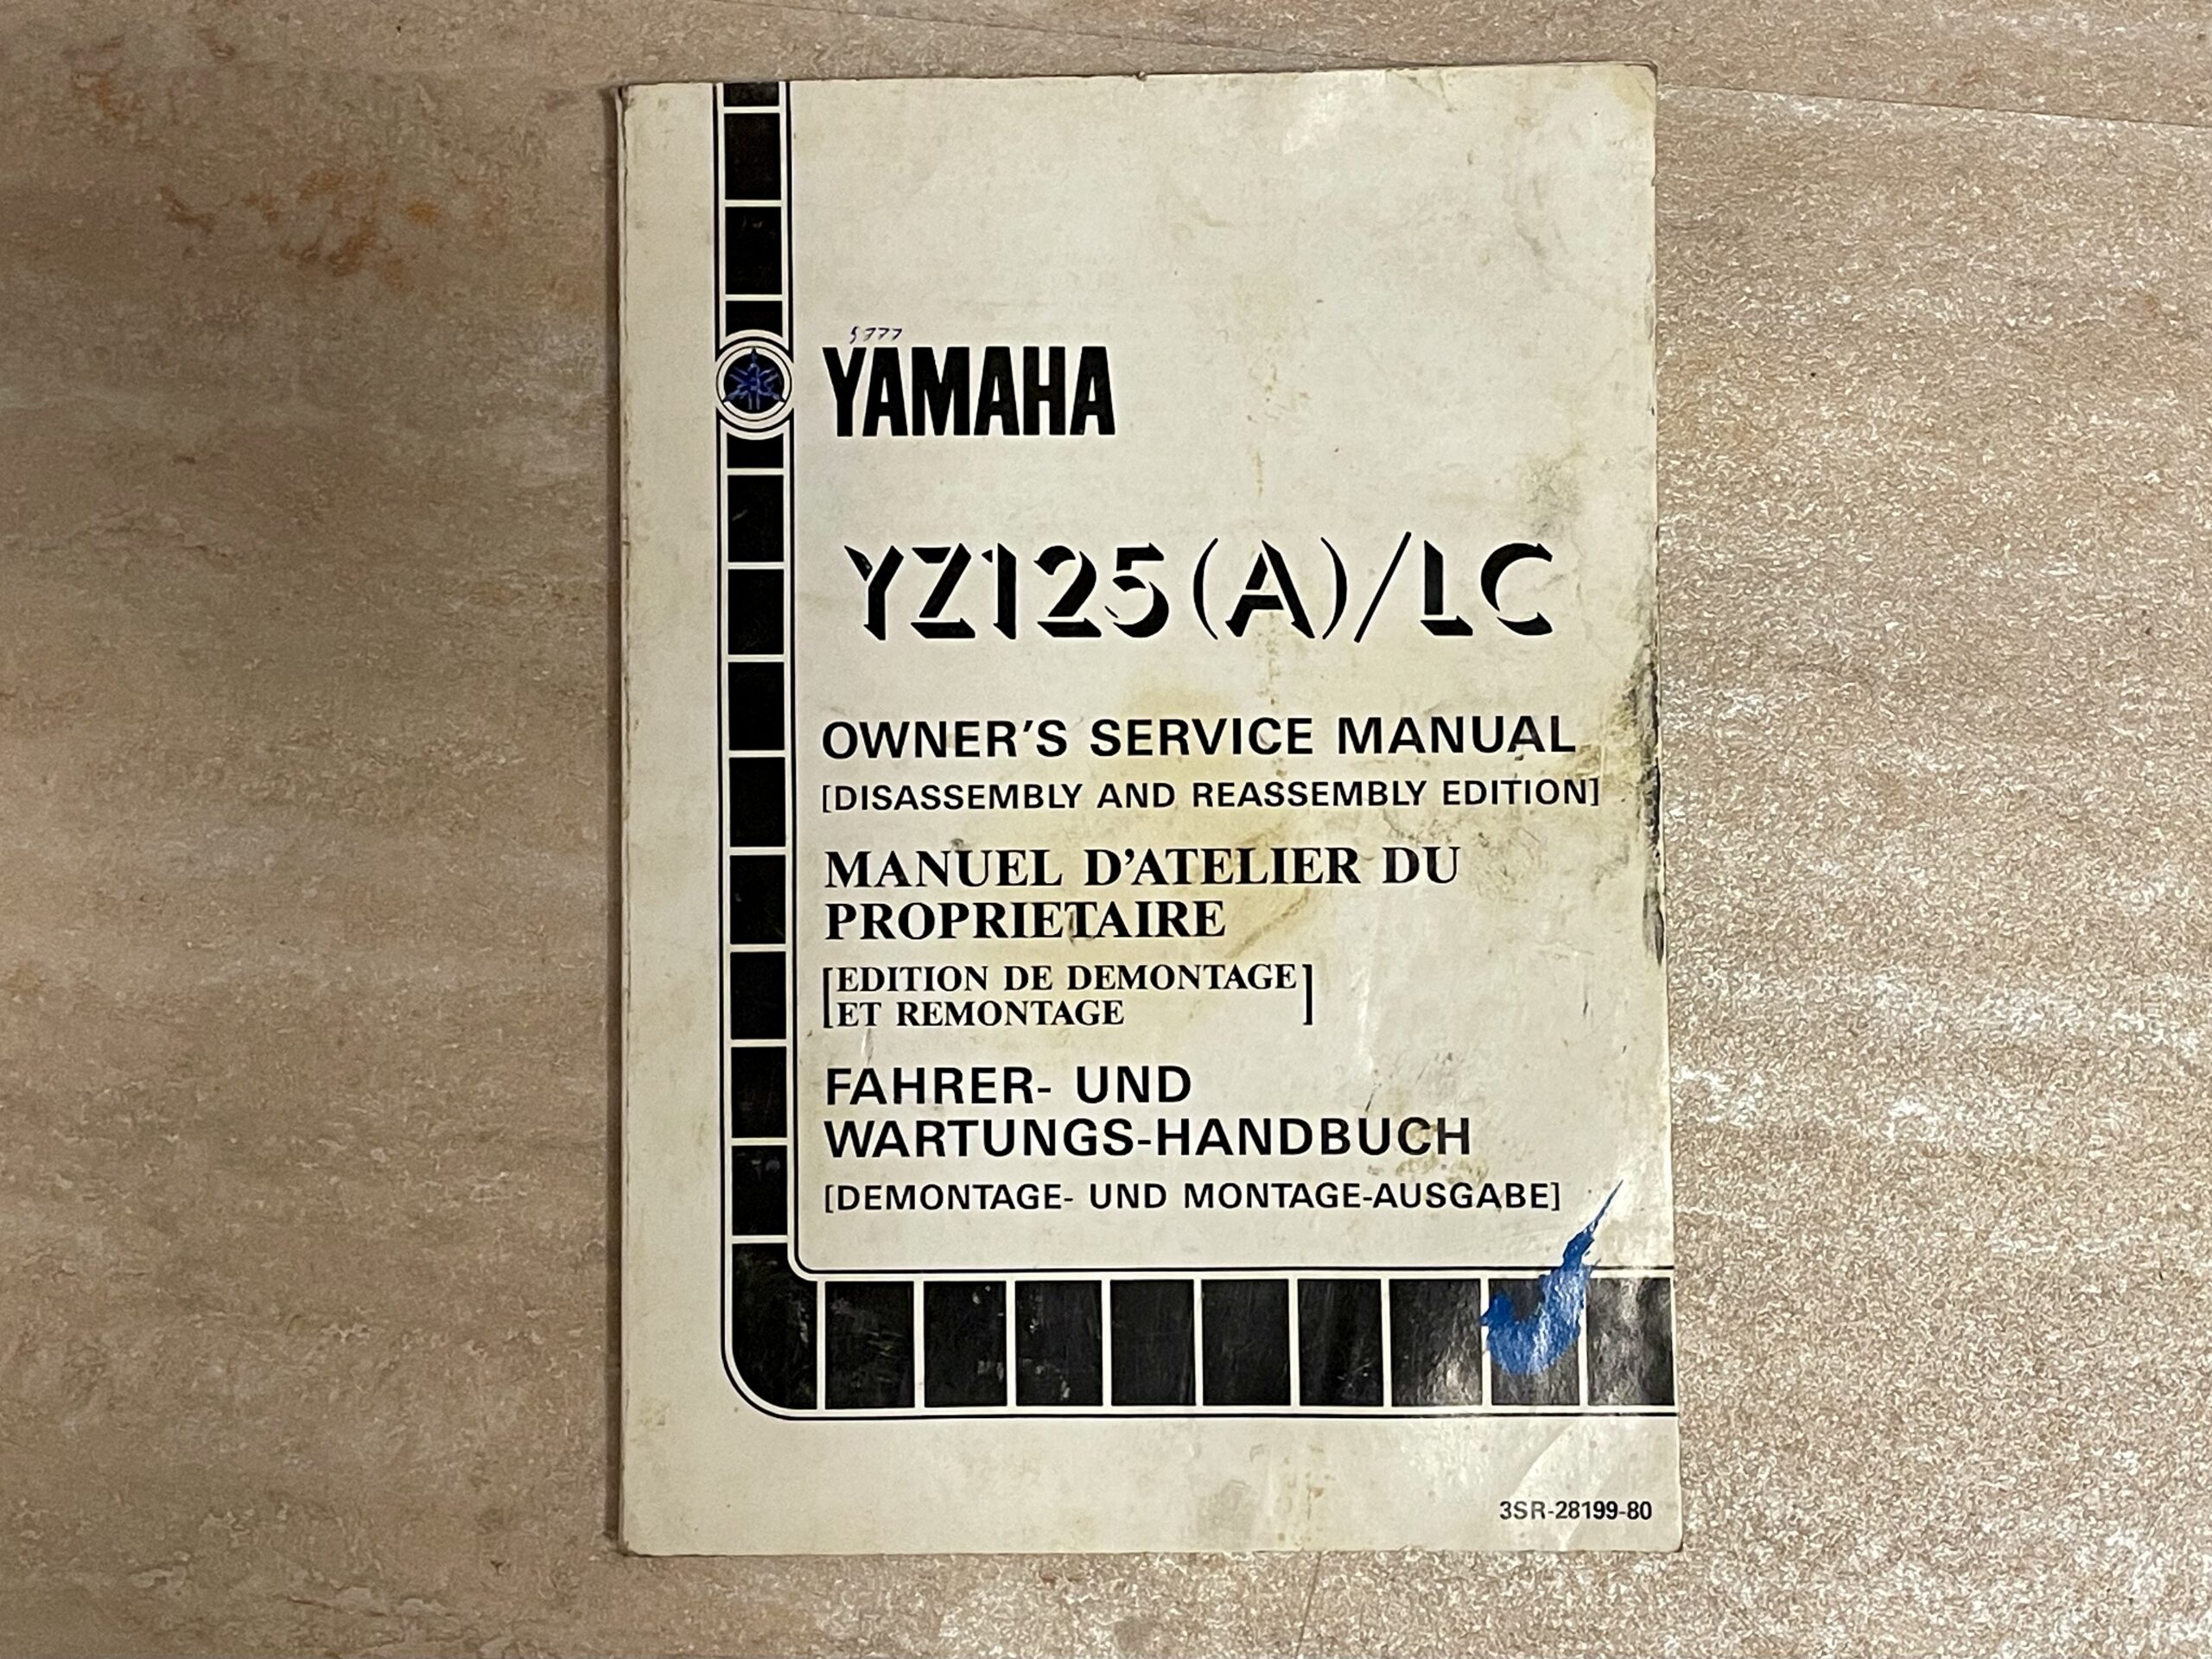 YAMAHA
YZ125(A)/LC
OWNER'S SERVICE MANUAL
[DISASSEMBLY AND REASSEMBLY EDITION]
MANUEL D'ATELIER DU
PROPRIETAIRE
[EDITION DE DEMONTAGE
ET REMONTAGE]
FAHRER- UND
WARTUNGS-HANDBUCH
[DEMONTAGE- UND MONTAGE-AUSGABE]
3SR-28199-80